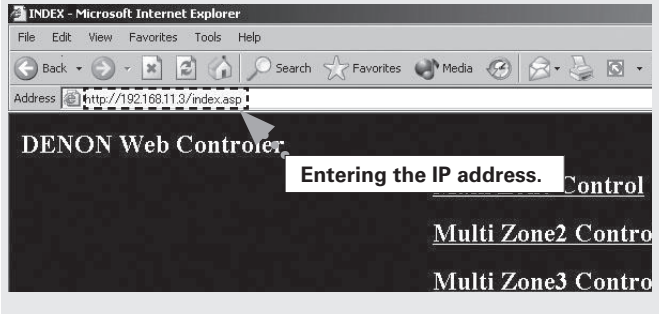 INDEX - Microsoft Internet Explorer
File Edit View Favorites Tools Help
Back Search Favorites Media
Address http://192.168.11.3/index.asp
DENON Web Controler
Entering the IP address.
Control
Multi Zone2 Contro
Multi Zone3 Contro